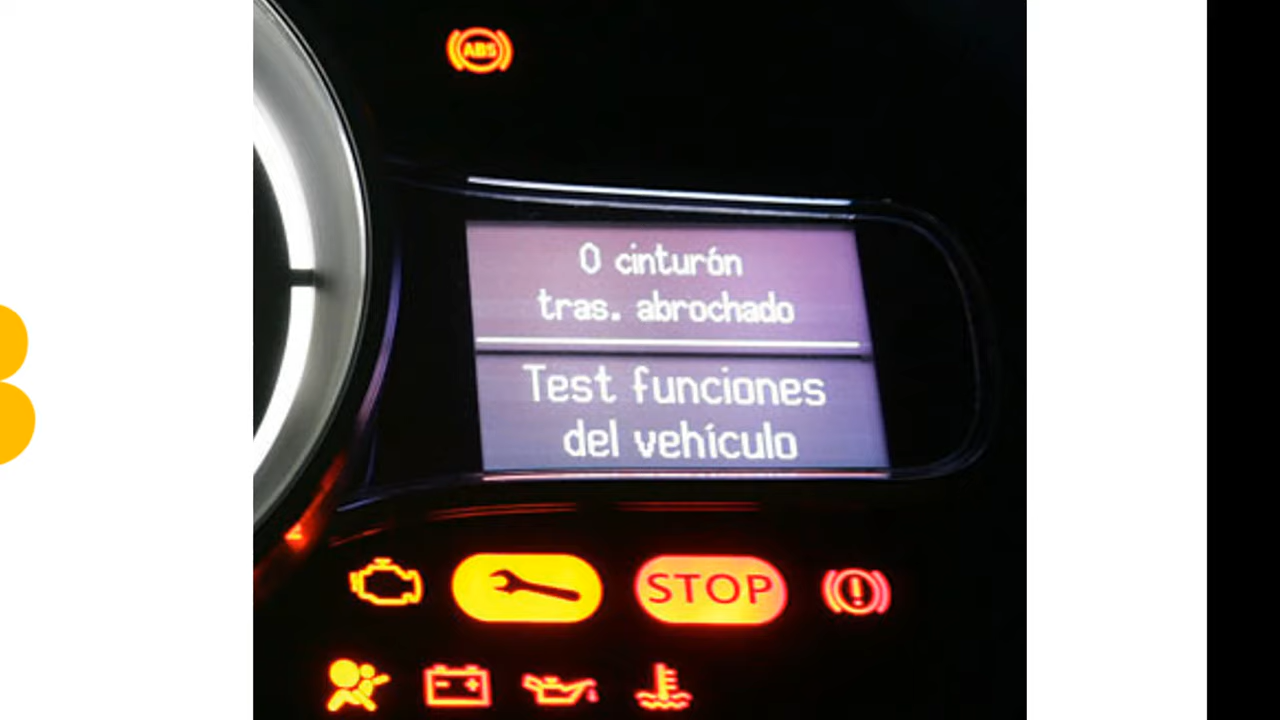 ABS
0 cinturón
tras. abrochado
Test funciones
del vehículo
STOP